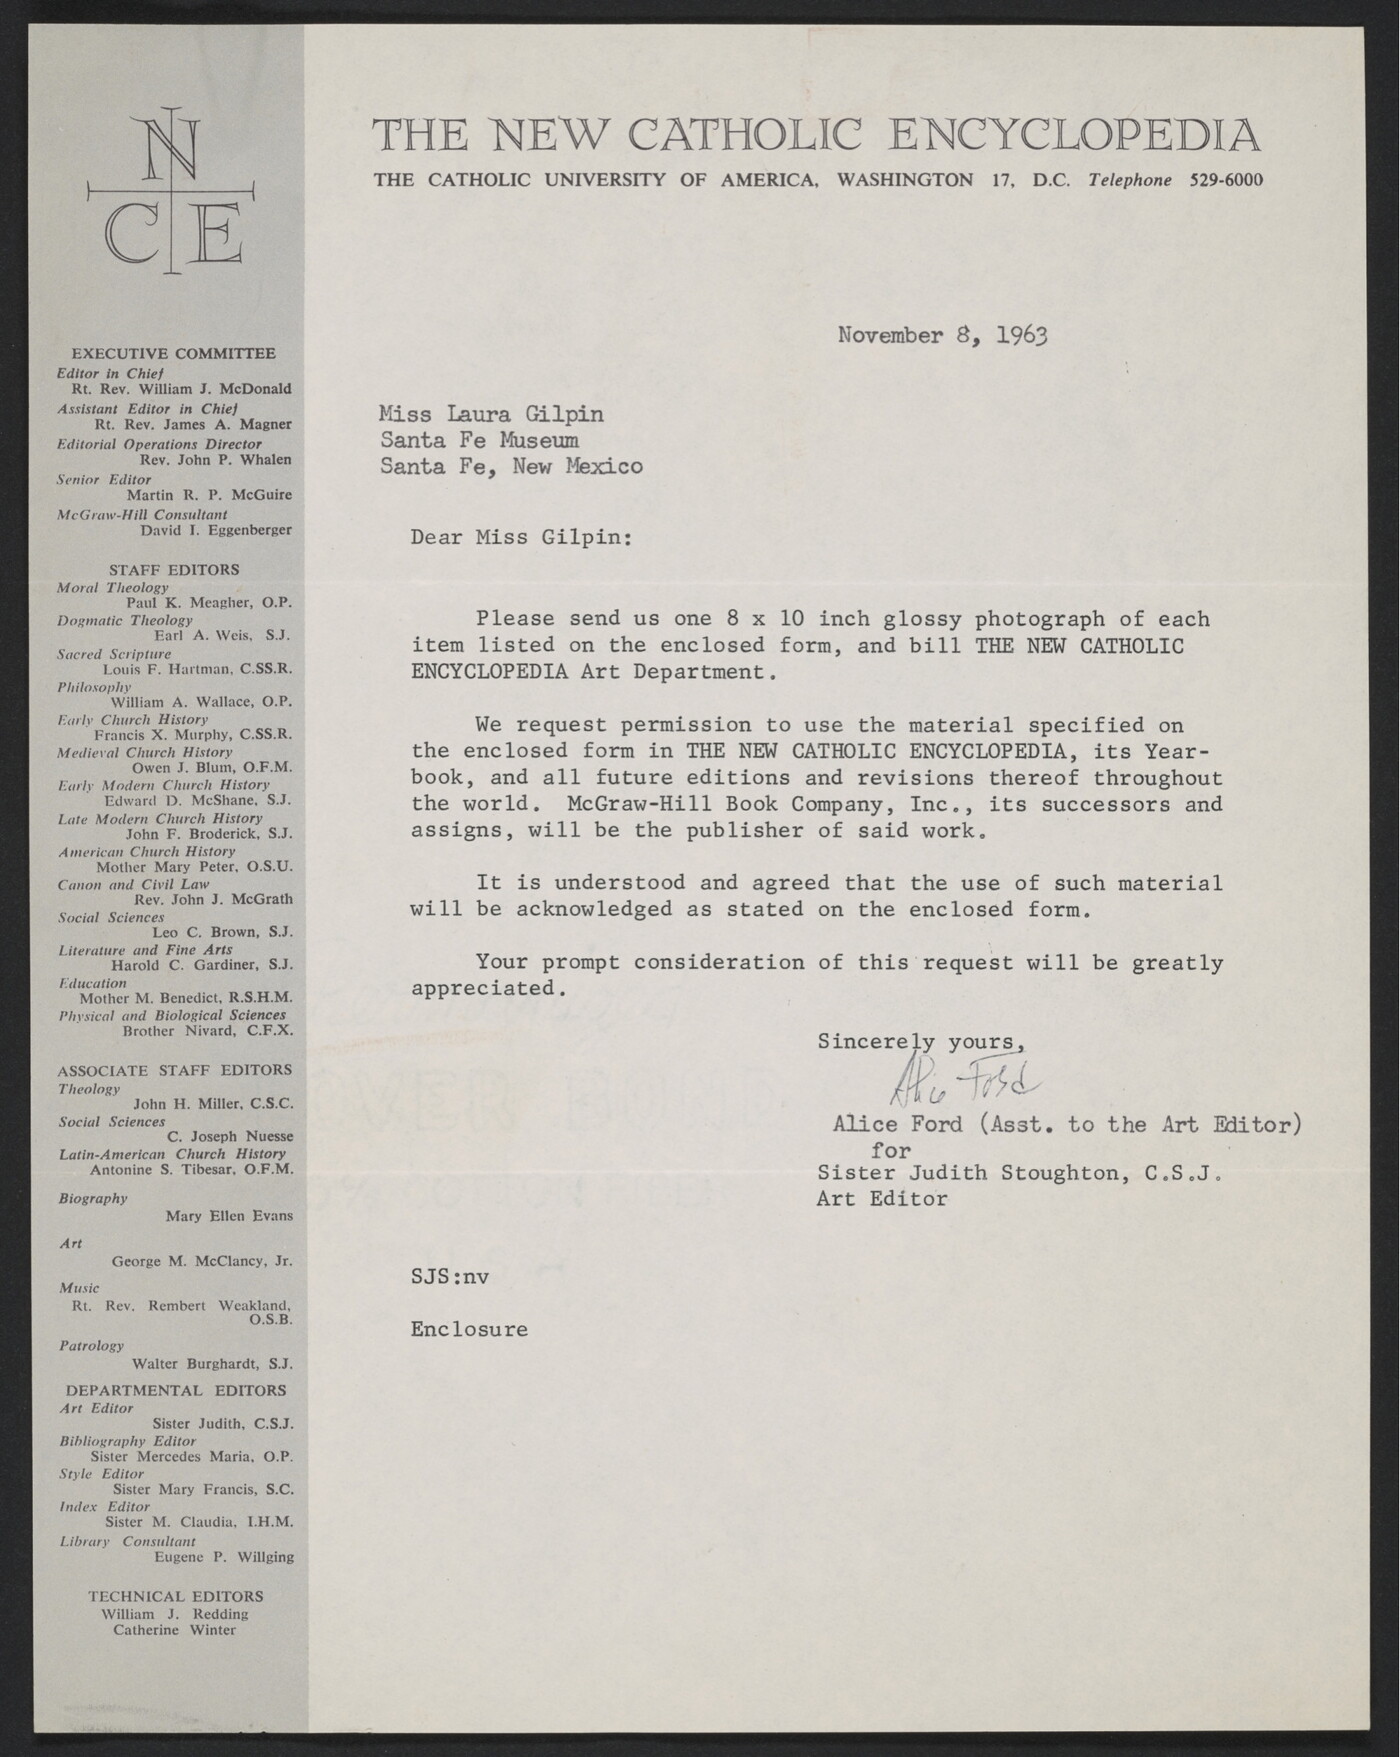 N
C E
EXECUTIVE COMMITTEE
Editor in Chief
Rt. Rev. William J. McDonald
Assistant Editor in Chief
Rt. Rev. James A. Magner
Editorial Operations Director
Rev. John P. Whalen
Senior Editor
Martin R. P. McGuire
McGraw-Hill Consultant
David I. Eggenberger
STAFF EDITORS
Moral Theology
Paul K. Meagher, O.P.
Dogmatic Theology
Earl A. Weis, S.J.
Sacred Scripture
Louis F. Hartman, C.SS.R.
Philosophy
William A. Wallace, O.P.
Early Church History
Francis X. Murphy, C.SS.R.
Medieval Church History
Owen J. Blum, O.F.M.
Early Modern Church History
Edward D. McShane, S.J.
Late Modern Church History
John F. Broderick, S.J.
American Church History
Mother Mary Peter, O.S.U.
Canon and Civil Law
Rev. John J. McGrath
Social Sciences
Leo C. Brown, S.J.
Literature and Fine Arts
Harold C. Gardiner, S.J.
Education
Mother M. Benedict, R.S.H.M.
Physical and Biological Sciences
Brother Nivard, C.F.X.
ASSOCIATE STAFF EDITORS
Theology
John H. Miller, C.S.C.
Social Sciences
C. Joseph Nuesse
Latin-American Church History
Antonine S. Tibesar, O.F.M.
Biography
Mary Ellen Evans
Art
George M. McClancy, Jr.
Music
Rt. Rev. Rembert Weakland,
O.S.B.
Patrology
Walter Burghardt, S.J.
DEPARTMENTAL EDITORS
Art Editor
Sister Judith, C.S.J.
Bibliography Editor
Sister Mercedes Maria, O.P.
Style Editor
Sister Mary Francis, S.C.
Index Editor
Sister M. Claudia, I.H.M.
Library Consultant
Eugene P. Willging
TECHNICAL EDITORS
William J. Redding
Catherine Winter
THE NEW CATHOLIC ENCYCLOPEDIA
THE CATHOLIC UNIVERSITY OF AMERICA, WASHINGTON 17, D.C. Telephone 529-6000
November 8, 1963
Miss Laura Gilpin
Santa Fe Museum
Santa Fe, New Mexico
Dear Miss Gilpin:
Please send us one 8 x 10 inch glossy photograph of each
item listed on the enclosed form, and bill THE NEW CATHOLIC
ENCYCLOPEDIA Art Department.
We request permission to use the material specified on
the enclosed form in THE NEW CATHOLIC ENCYCLOPEDIA, its Year-
book, and all future editions and revisions thereof throughout
the world. McGraw-Hill Book Company, Inc., its successors and
assigns, will be the publisher of said work.
It is understood and agreed that the use of such material
will be acknowledged as stated on the enclosed form.
Your prompt consideration of this request will be greatly
appreciated.
Sincerely yours,
Alice Ford
Alice Ford (Asst. to the Art Editor)
for
Sister Judith Stoughton, C.S.J.
Art Editor
SJS:nv
Enclosure